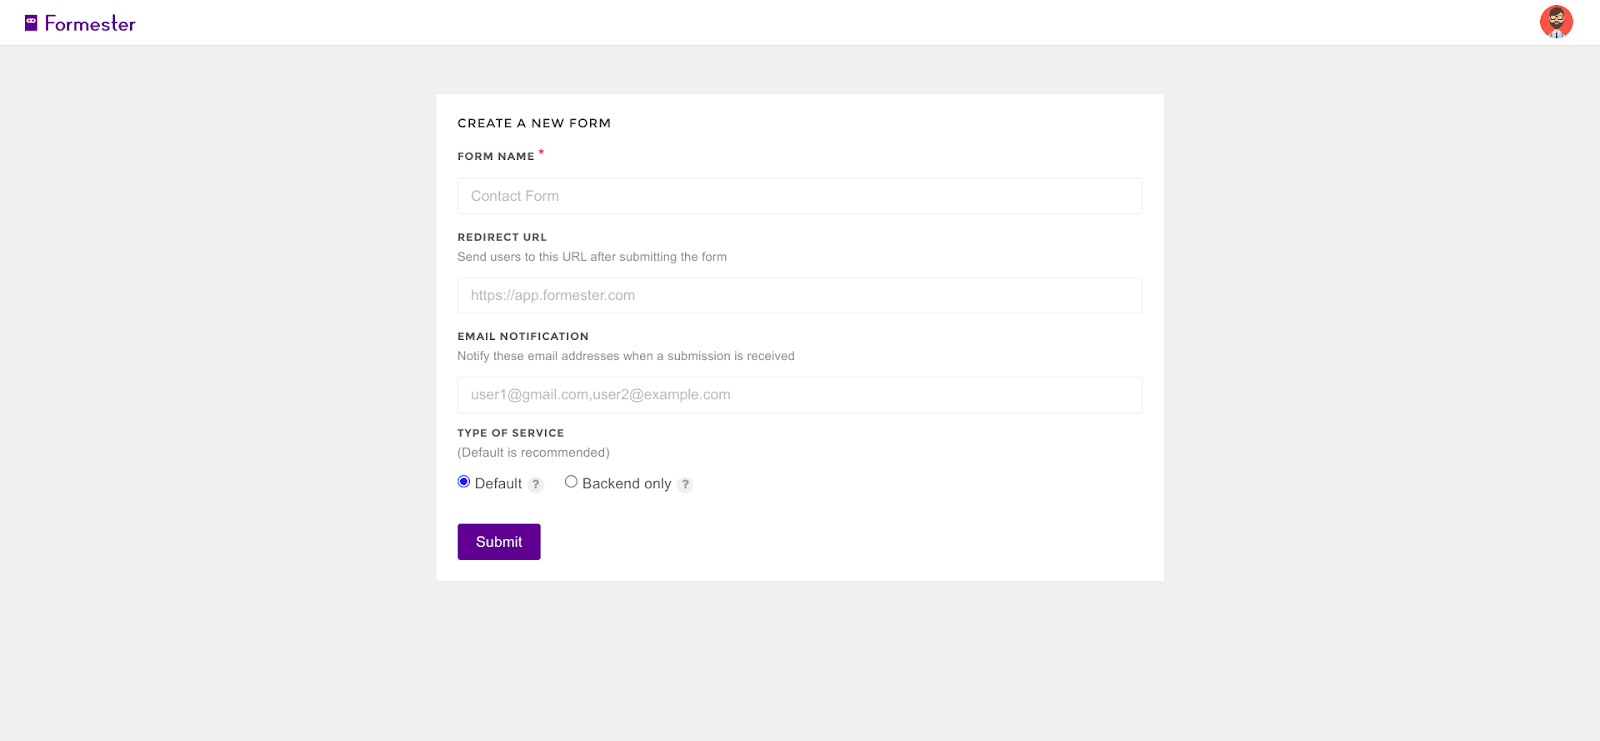 Formester
CREATE A NEW FORM
FORM NAME *
Contact Form
REDIRECT URL
Send users to this URL after submitting the form
https://app.formester.com
EMAIL NOTIFICATION
Notify these email addresses when a submission is received
user1@gmail.com,user2@example.com
TYPE OF SERVICE
(Default is recommended)
Default ? Backend only ?
Submit